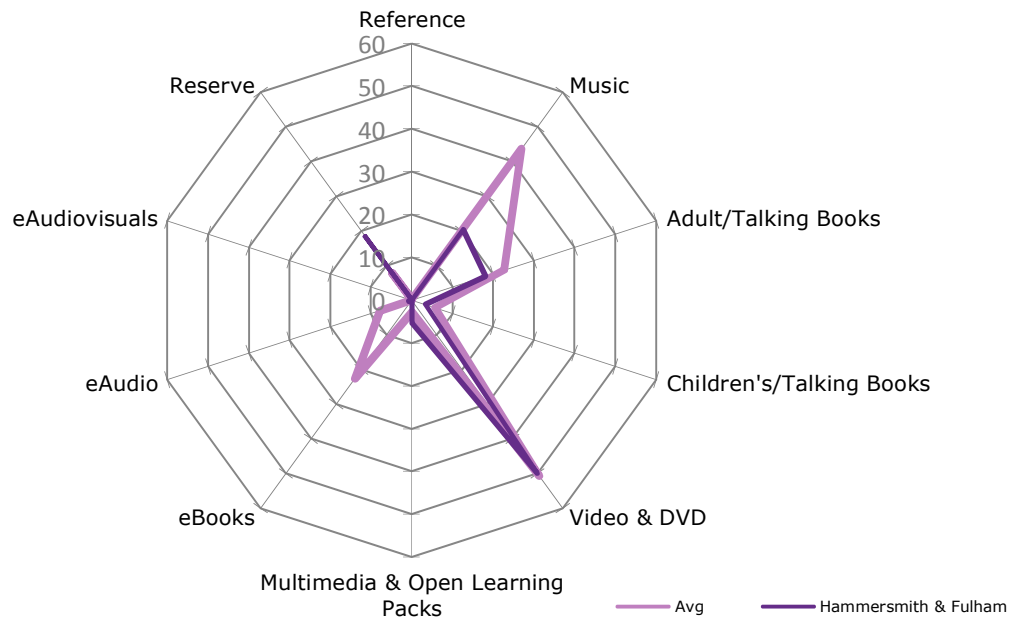 Reference
60
Reserve
Music
50
40
30
eAudiovisuals
20
Adult/Talking Books
10
0
eAudio
Children's/Talking Books
eBooks
Video & DVD
Multimedia & Open Learning
Packs
Avg
Hammersmith & Fulham